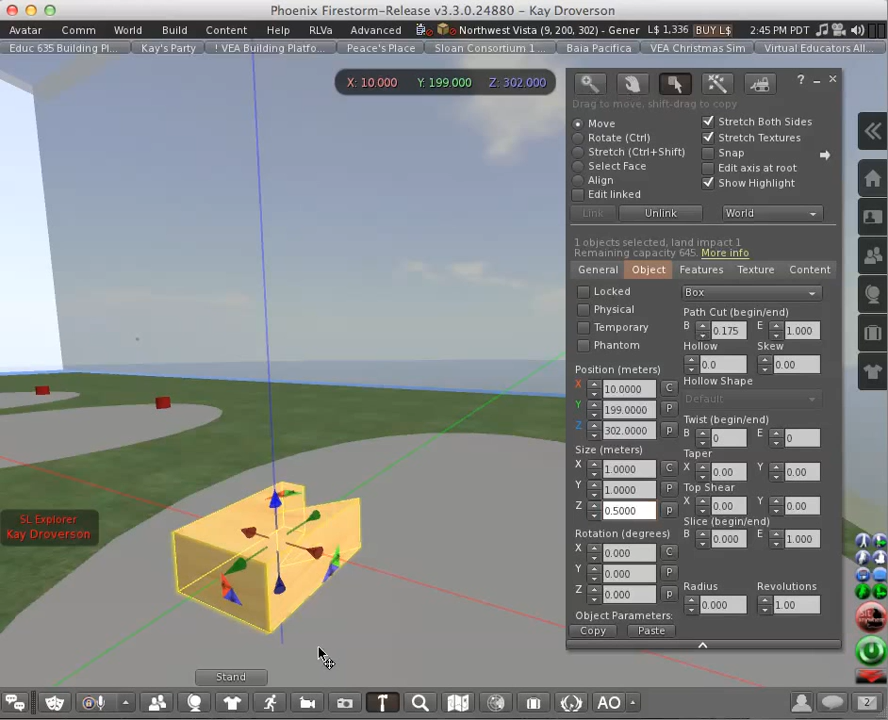 Phoenix Firestorm-Release v3.3.0.24880 - Kay Droverson
Avatar Comm World Build Help RLVa Advanced Northwest Vista (9, 200, 302) - Gener L$ 1,336 BUY L$ 2:45 PM PDT
Educ 635 Building Pl... Kay's Party ! VEA Building Platfo... Peace's Place Sloan Consortium 1... Baia Pacifica VEA Christmas Sim Virtual Educators All...
X: 10.000 Y: 199.000 Z: 302.000
? _ ×
Drag to move, shift-drag to copy
Move
Rotate (Ctrl)
Stretch (Ctrl+Shift)
Select Face
Align
Edit linked
Stretch Both Sides
Stretch Textures
Snap
Edit axis at root
Show Highlight
Link Unlink World
1 objects selected, land impact 1
Remaining capacity 645. More info
General Object Features Texture Content
Locked
Physical
Temporary
Phantom
Position (meters)
X 10.0000 C
Y 199.0000 P
Z 302.0000 P
Size (meters)
X 1.0000 C
Y 1.0000 P
Z 0.5000 p
Rotation (degrees)
X 0.000 C
Y 0.000 P
Z 0.000 p
Object Parameters:
Copy Paste
Box
Path Cut (begin/end)
B 0.175 E 1.000
Hollow Skew
0.0 0.00
Hollow Shape
Default
Twist (begin/end)
B 0 E 0
Taper
X 0.00 Y 0.00
Top Shear
X 0.00 Y 0.00
Slice (begin/end)
B 0.000 E 1.000
Radius Revolutions
0.000 1.00
SL Explorer
Kay Droverson
Stand
AO
2